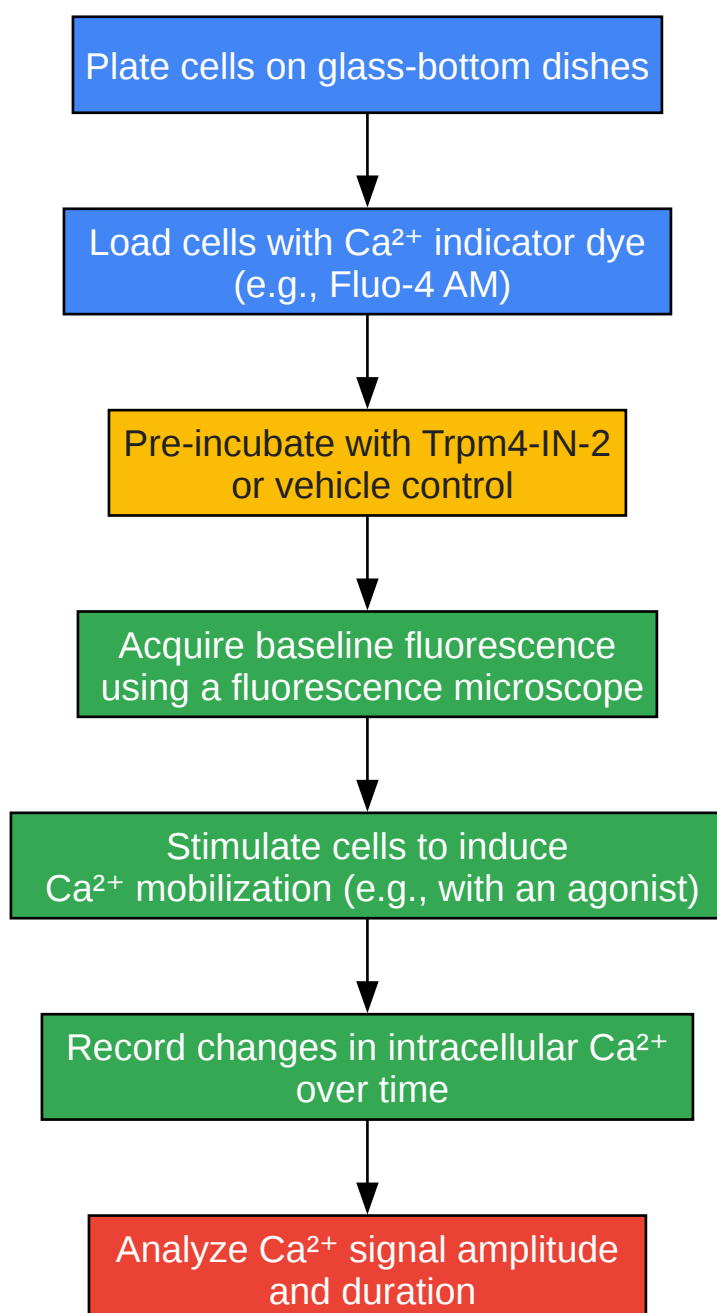 Plate cells on glass-bottom dishes
Load cells with Ca²⁺ indicator dye
(e.g., Fluo-4 AM)
Pre-incubate with Trpm4-IN-2
or vehicle control
Acquire baseline fluorescence
using a fluorescence microscope
Stimulate cells to induce
Ca²⁺ mobilization (e.g., with an agonist)
Record changes in intracellular Ca²⁺
over time
Analyze Ca²⁺ signal amplitude
and duration